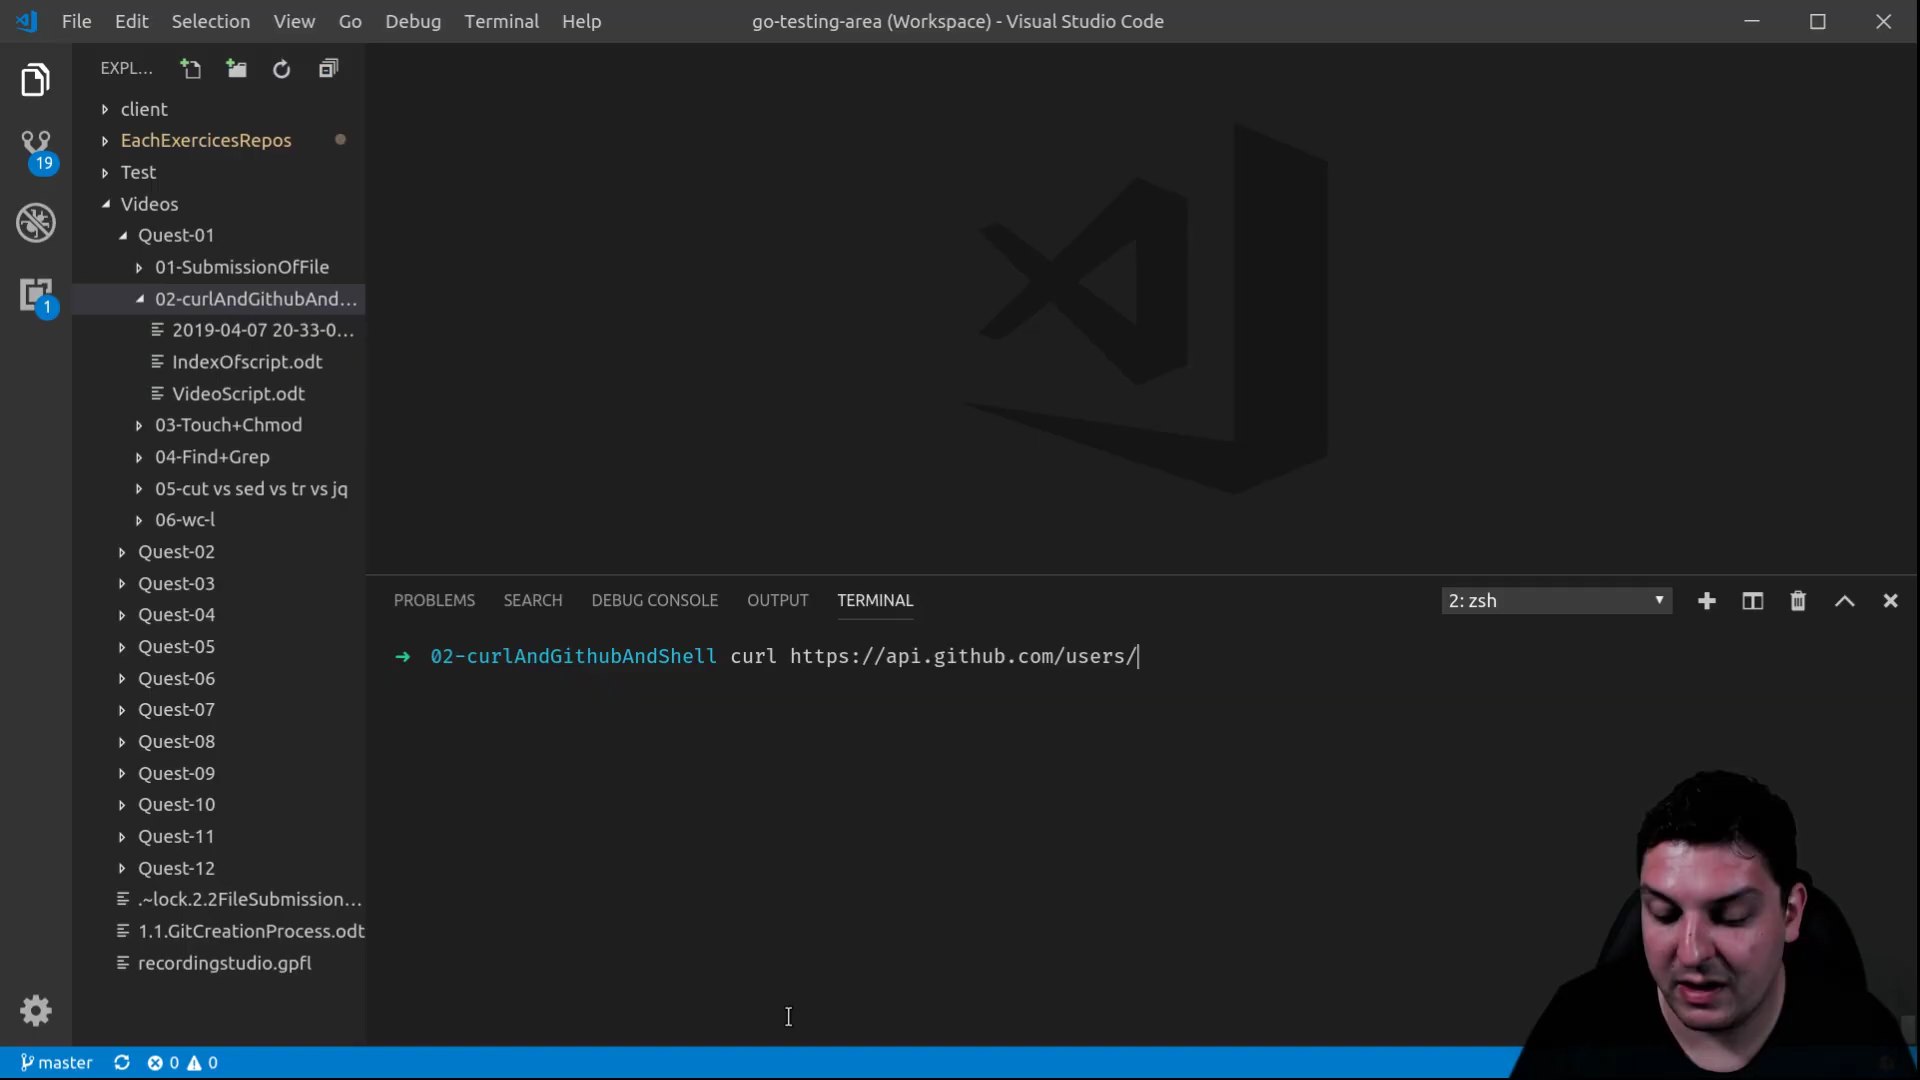 File Edit Selection View Go Debug Terminal Help go-testing-area (Workspace) - Visual Studio Code
EXPL...
client
EachExercicesRepos
19
Test
Videos
Quest-01
01-SubmissionOfFile
02-curlAndGithubAnd...
1
2019-04-07 20-33-0...
IndexOfscript.odt
VideoScript.odt
03-Touch+Chmod
04-Find+Grep
05-cut vs sed vs tr vs jq
06-wc-l
Quest-02
Quest-03
Quest-04
Quest-05
Quest-06
Quest-07
Quest-08
Quest-09
Quest-10
Quest-11
Quest-12
.~lock.2.2FileSubmission...
1.1.GitCreationProcess.odt
recordingstudio.gpfl
PROBLEMS SEARCH DEBUG CONSOLE OUTPUT TERMINAL 2: zsh
➜ 02-curlAndGithubAndShell curl https://api.github.com/users/
master 0 0